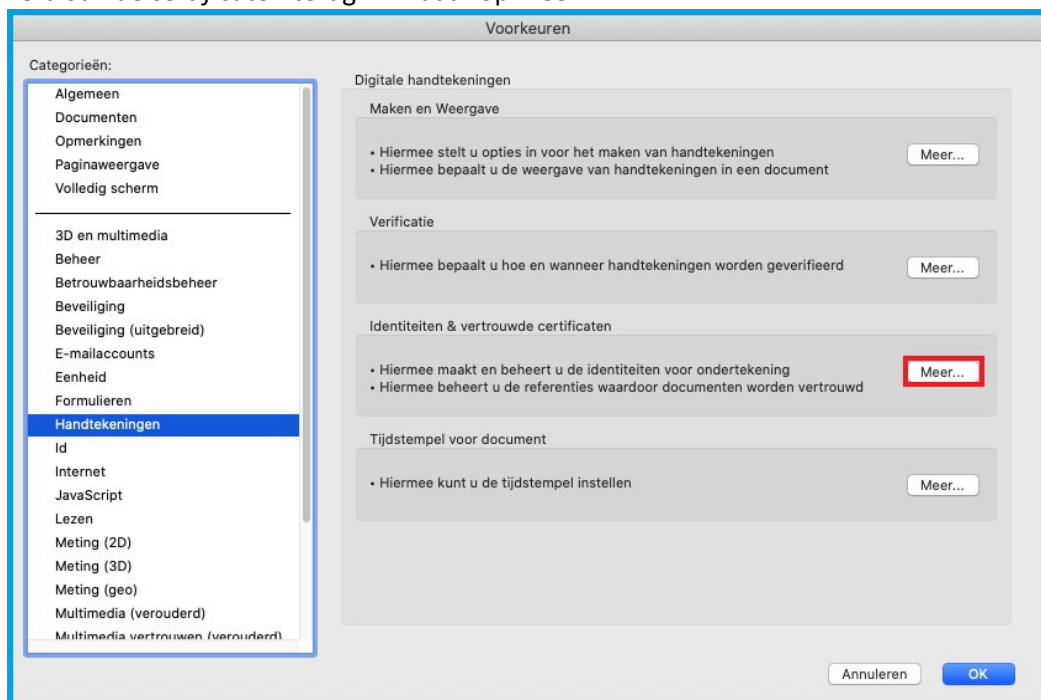 Voorkeuren
Categorieën:
Algemeen
Documenten
Opmerkingen
Paginaweergave
Volledig scherm
3D en multimedia
Beheer
Betrouwbaarheidsbeheer
Beveiliging
Beveiliging (uitgebreid)
E-mailaccounts
Eenheid
Formulieren
Handtekeningen
Id
Internet
JavaScript
Lezen
Meting (2D)
Meting (3D)
Meting (geo)
Multimedia (verouderd)
Multimedia vertrouwen (verouderd)
Digitale handtekeningen
Maken en Weergave
• Hiermee stelt u opties in voor het maken van handtekeningen
• Hiermee bepaalt u de weergave van handtekeningen in een document
Meer...
Verificatie
• Hiermee bepaalt u hoe en wanneer handtekeningen worden geverifieerd
Meer...
Identiteiten & vertrouwde certificaten
• Hiermee maakt en beheert u de identiteiten voor ondertekening
• Hiermee beheert u de referenties waardoor documenten worden vertrouwd
Meer...
Tijdstempel voor document
• Hiermee kunt u de tijdstempel instellen
Meer...
Annuleren
OK